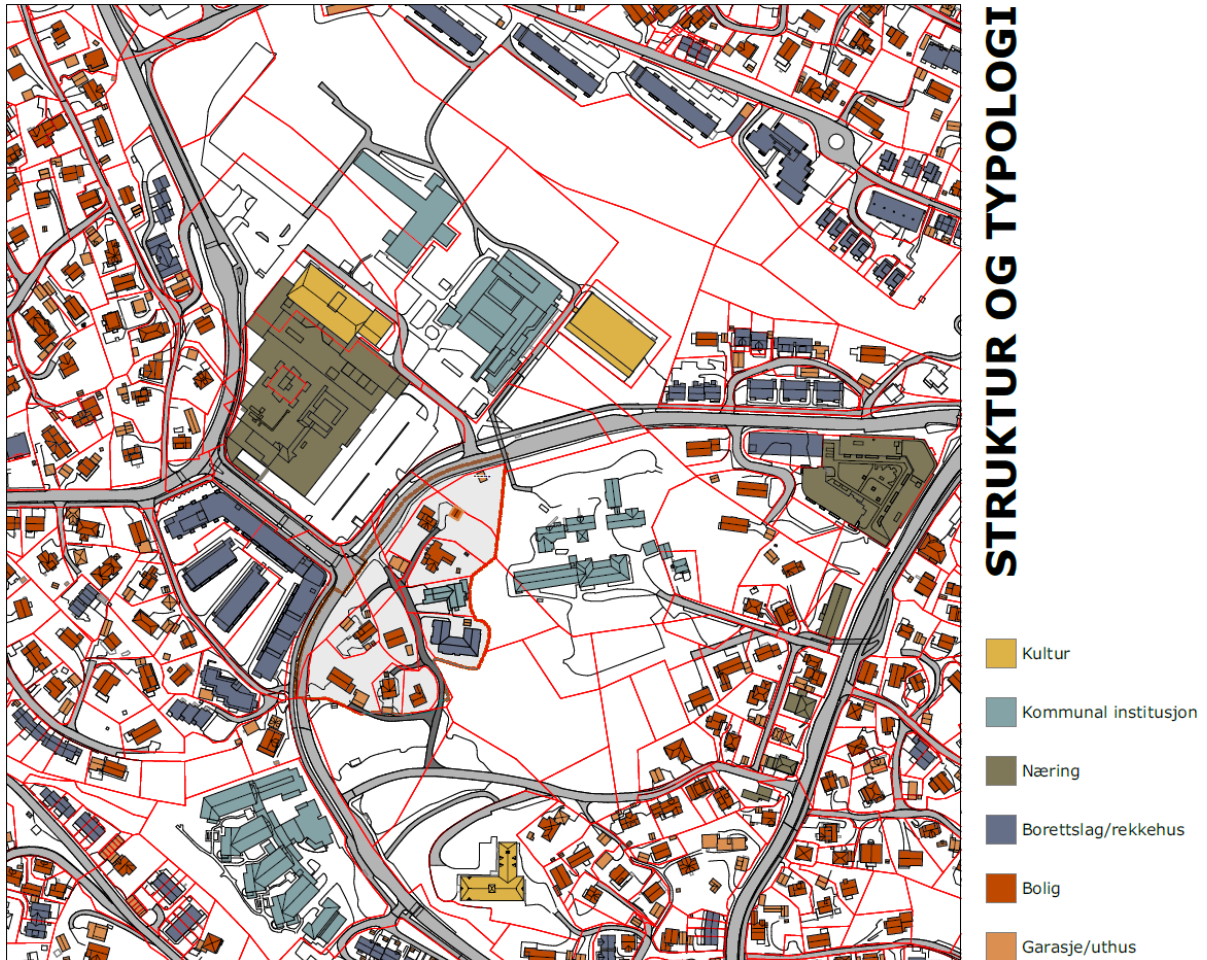 STRUKTUR OG TYPOLOGI
Kultur
Kommunal institusjon
Næring
Borettslag/rekkehus
Bolig
Garasje/uthus